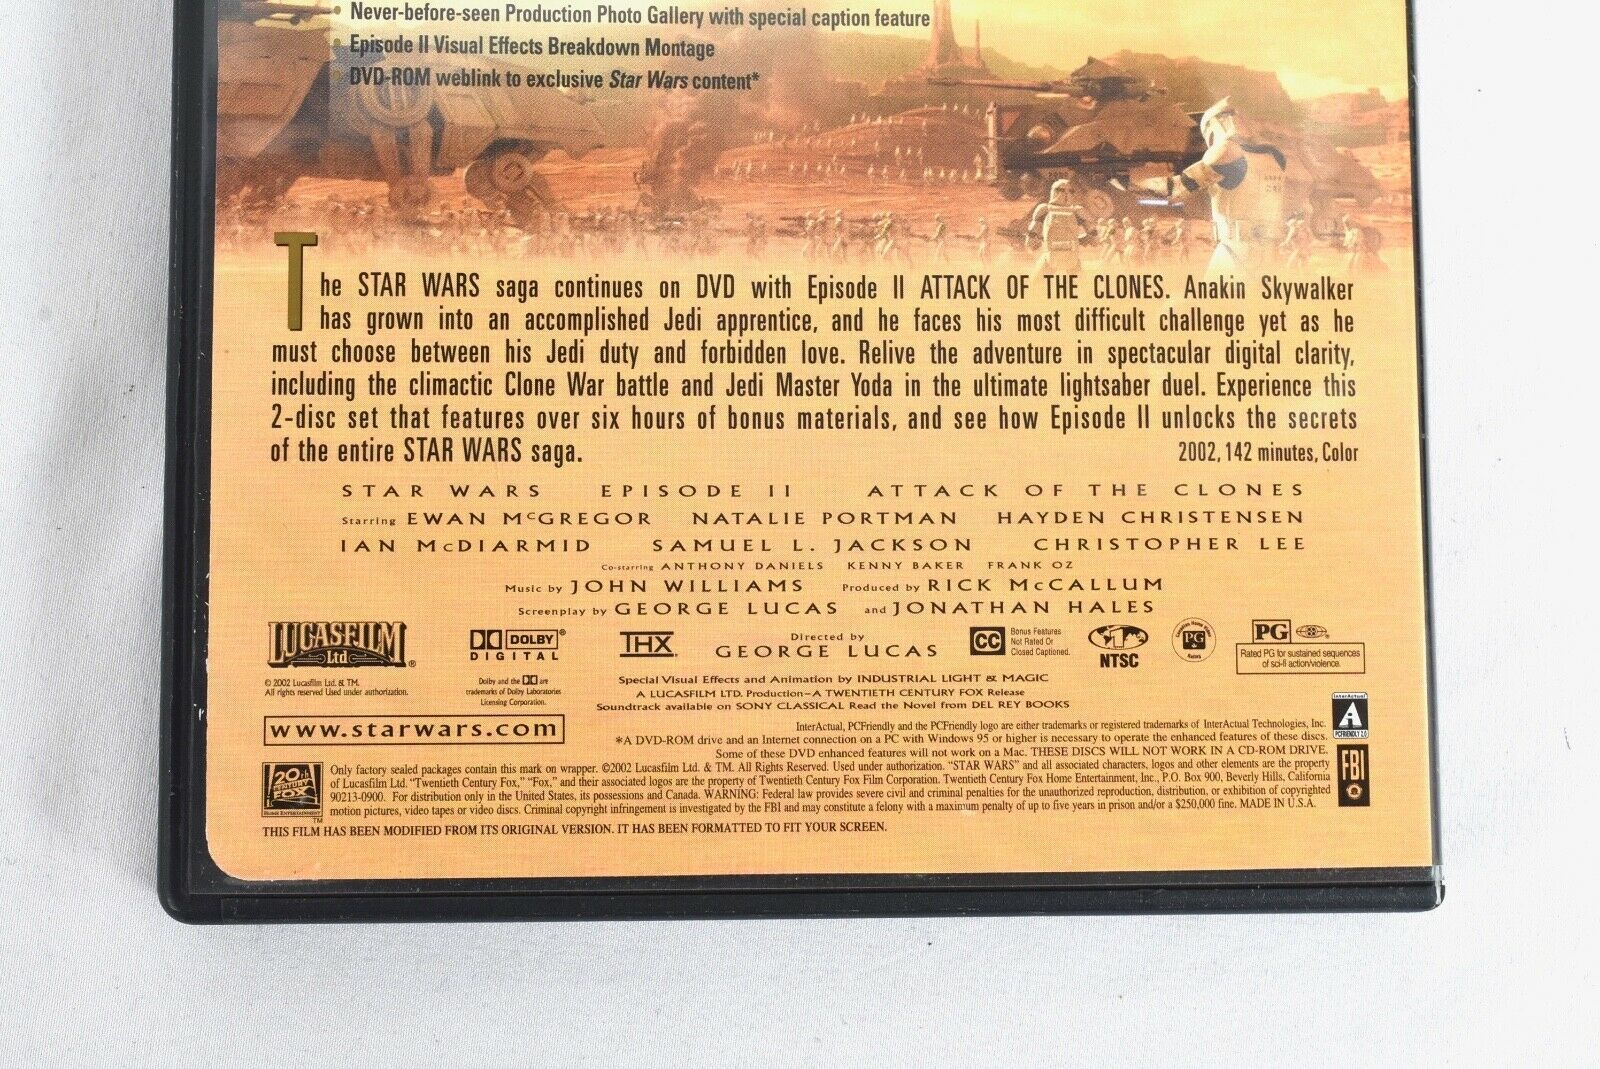 • Never-before-seen Production Photo Gallery with special caption feature
• Episode II Visual Effects Breakdown Montage
• DVD-ROM weblink to exclusive Star Wars content*
The STAR WARS saga continues on DVD with Episode II ATTACK OF THE CLONES. Anakin Skywalker
has grown into an accomplished Jedi apprentice, and he faces his most difficult challenge yet as he
must choose between his Jedi duty and forbidden love. Relive the adventure in spectacular digital clarity,
including the climactic Clone War battle and Jedi Master Yoda in the ultimate lightsaber duel. Experience this
2-disc set that features over six hours of bonus materials, and see how Episode II unlocks the secrets
of the entire STAR WARS saga.
2002, 142 minutes, Color
STAR WARS EPISODE II ATTACK OF THE CLONES
Starring EWAN McGREGOR NATALIE PORTMAN HAYDEN CHRISTENSEN
IAN McDIARMID SAMUEL L. JACKSON CHRISTOPHER LEE
Co-starring ANTHONY DANIELS KENNY BAKER FRANK OZ
Music by JOHN WILLIAMS Produced by RICK McCALLUM
Screenplay by GEORGE LUCAS and JONATHAN HALES
LUCASFILM
Ltd.®
© 2002 Lucasfilm Ltd. & TM.
All rights reserved Used under authorization.
DOLBY®
DIGITAL
Dolby and the DD are
trademarks of Dolby Laboratories
Licensing Corporation.
THX
Directed by
GEORGE LUCAS
CC
Bonus Features
Not Rated Or
Closed Captioned.
1
NTSC
Canadian Home Video
PG
PG
Rated PG for sustained sequences
of sci-fi action/violence.
Special Visual Effects and Animation by INDUSTRIAL LIGHT & MAGIC
A LUCASFILM LTD. Production–A TWENTIETH CENTURY FOX Release
Soundtrack available on SONY CLASSICAL Read the Novel from DEL REY BOOKS
www.starwars.com
InterActual, PCFriendly and the PCFriendly logo are either trademarks or registered trademarks of InterActual Technologies, Inc.
*A DVD-ROM drive and an Internet connection on a PC with Windows 95 or higher is necessary to operate the enhanced features of these discs.
Some of these DVD enhanced features will not work on a Mac. THESE DISCS WILL NOT WORK IN A CD-ROM DRIVE.
InterActual
PCFRIENDLY 2.0
FBI
20th
CENTURY
FOX
HOME ENTERTAINMENT
TM
Only factory sealed packages contain this mark on wrapper. ©2002 Lucasfilm Ltd. & TM. All Rights Reserved. Used under authorization. “STAR WARS” and all associated characters, logos and other elements are the property
of Lucasfilm Ltd. “Twentieth Century Fox,” “Fox,” and their associated logos are the property of Twentieth Century Fox Film Corporation. Twentieth Century Fox Home Entertainment, Inc., P.O. Box 900, Beverly Hills, California
90213-0900. For distribution only in the United States, its possessions and Canada. WARNING: Federal law provides severe civil and criminal penalties for the unauthorized reproduction, distribution, or exhibition of copyrighted
motion pictures, video tapes or video discs. Criminal copyright infringement is investigated by the FBI and may constitute a felony with a maximum penalty of up to five years in prison and/or a $250,000 fine. MADE IN U.S.A.
THIS FILM HAS BEEN MODIFIED FROM ITS ORIGINAL VERSION. IT HAS BEEN FORMATTED TO FIT YOUR SCREEN.